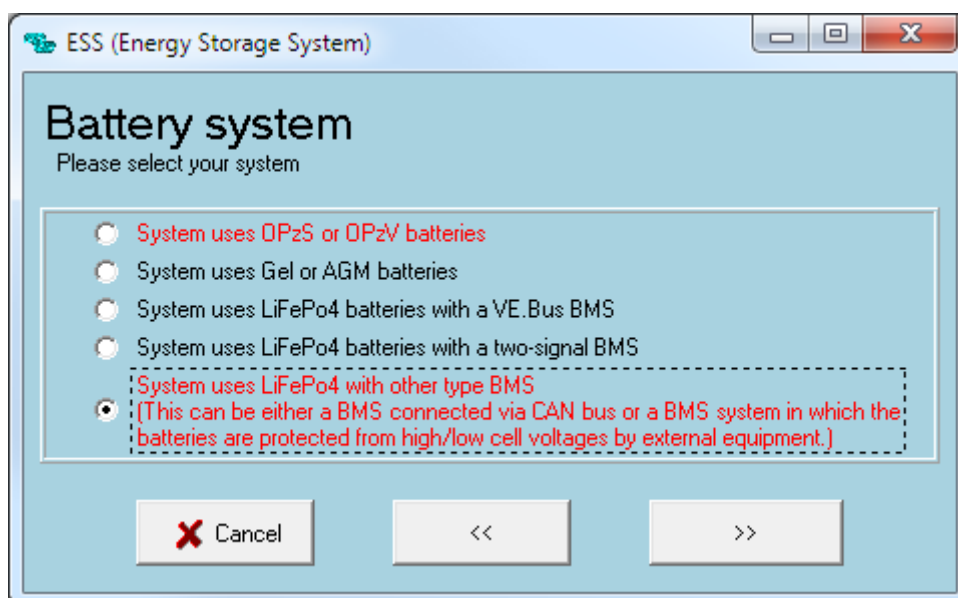 ESS (Energy Storage System)
Battery system
Please select your system
System uses OPzS or OPzV batteries
System uses Gel or AGM batteries
System uses LiFePo4 batteries with a VE.Bus BMS
System uses LiFePo4 batteries with a two-signal BMS
System uses LiFePo4 with other type BMS
(This can be either a BMS connected via CAN bus or a BMS system in which the
batteries are protected from high/low cell voltages by external equipment.)
Cancel
<<
>>